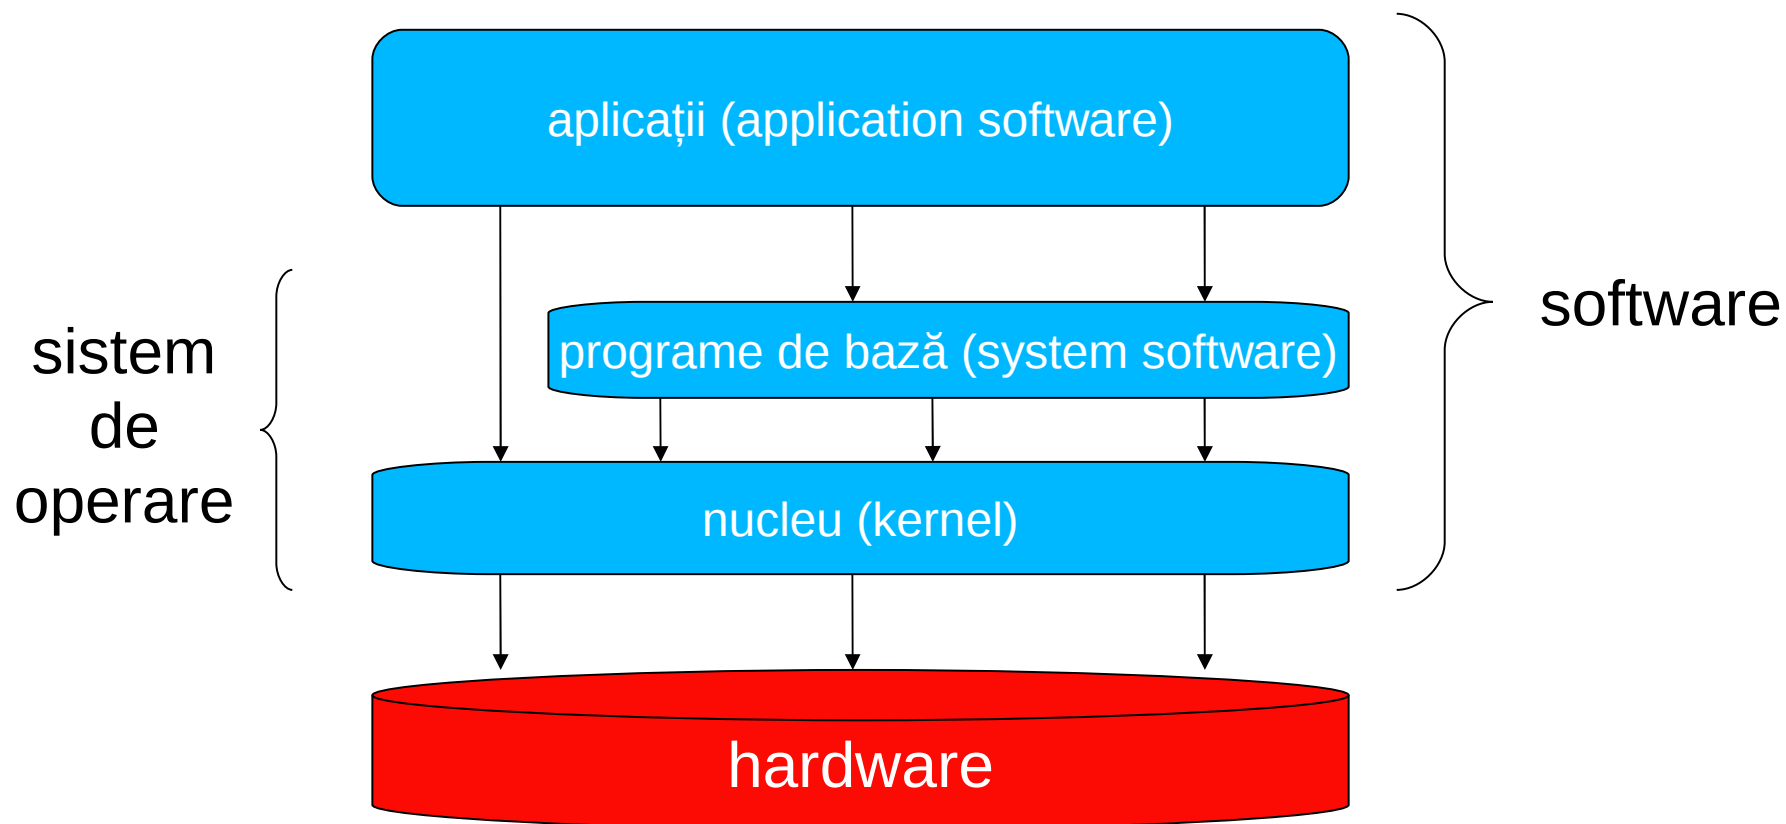 aplicații (application software)
software
sistem
de
operare
programe de bază (system software)
nucleu (kernel)
hardware